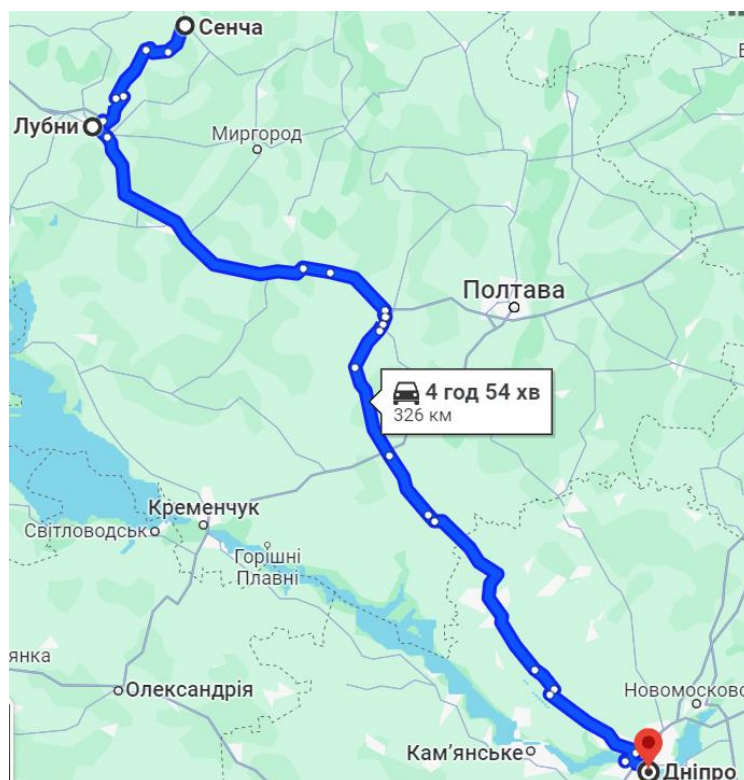 Сенча
Лубни
Миргород
Полтава
4 год 54 хв
326 км
Кременчук
Світловодськ
Горішні
Плавні
янка
Олександрія
Новомосково
Кам’янське
Дніпро